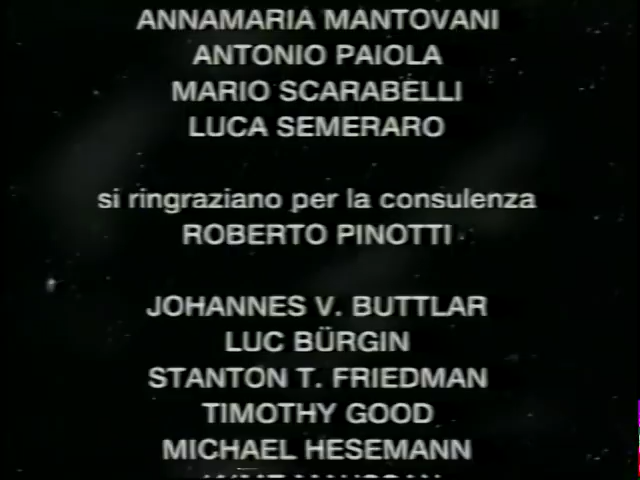 ANNAMARIA MANTOVANI
ANTONIO PAIOLA
MARIO SCARABELLI
LUCA SEMERARO
si ringraziano per la consulenza
ROBERTO PINOTTI
JOHANNES V. BUTTLAR
LUC BÜRGIN
STANTON T. FRIEDMAN
TIMOTHY GOOD
MICHAEL HESEMANN